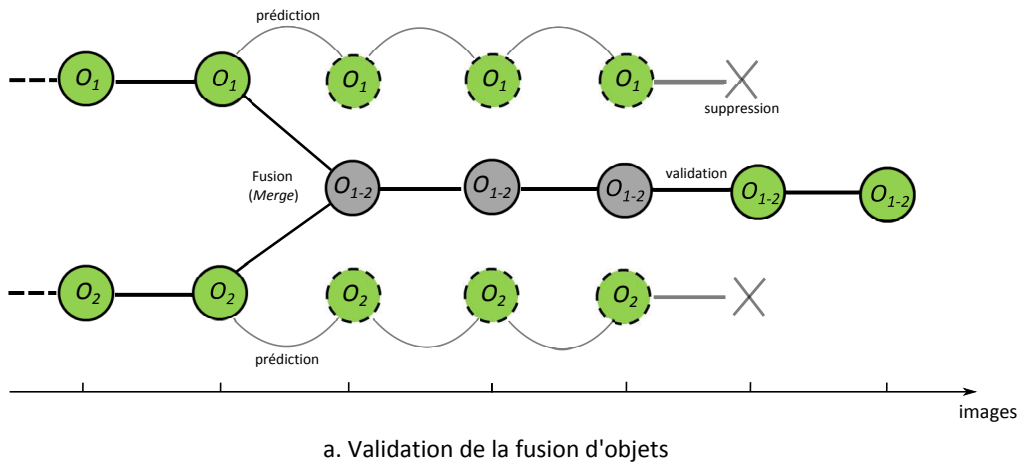 prédiction
O1 O1 O1 O1 O1
suppression
Fusion
(Merge)
validation
O1-2 O1-2 O1-2 O1-2 O1-2
O2 O2 O2 O2 O2
prédiction
images
a. Validation de la fusion d'objets